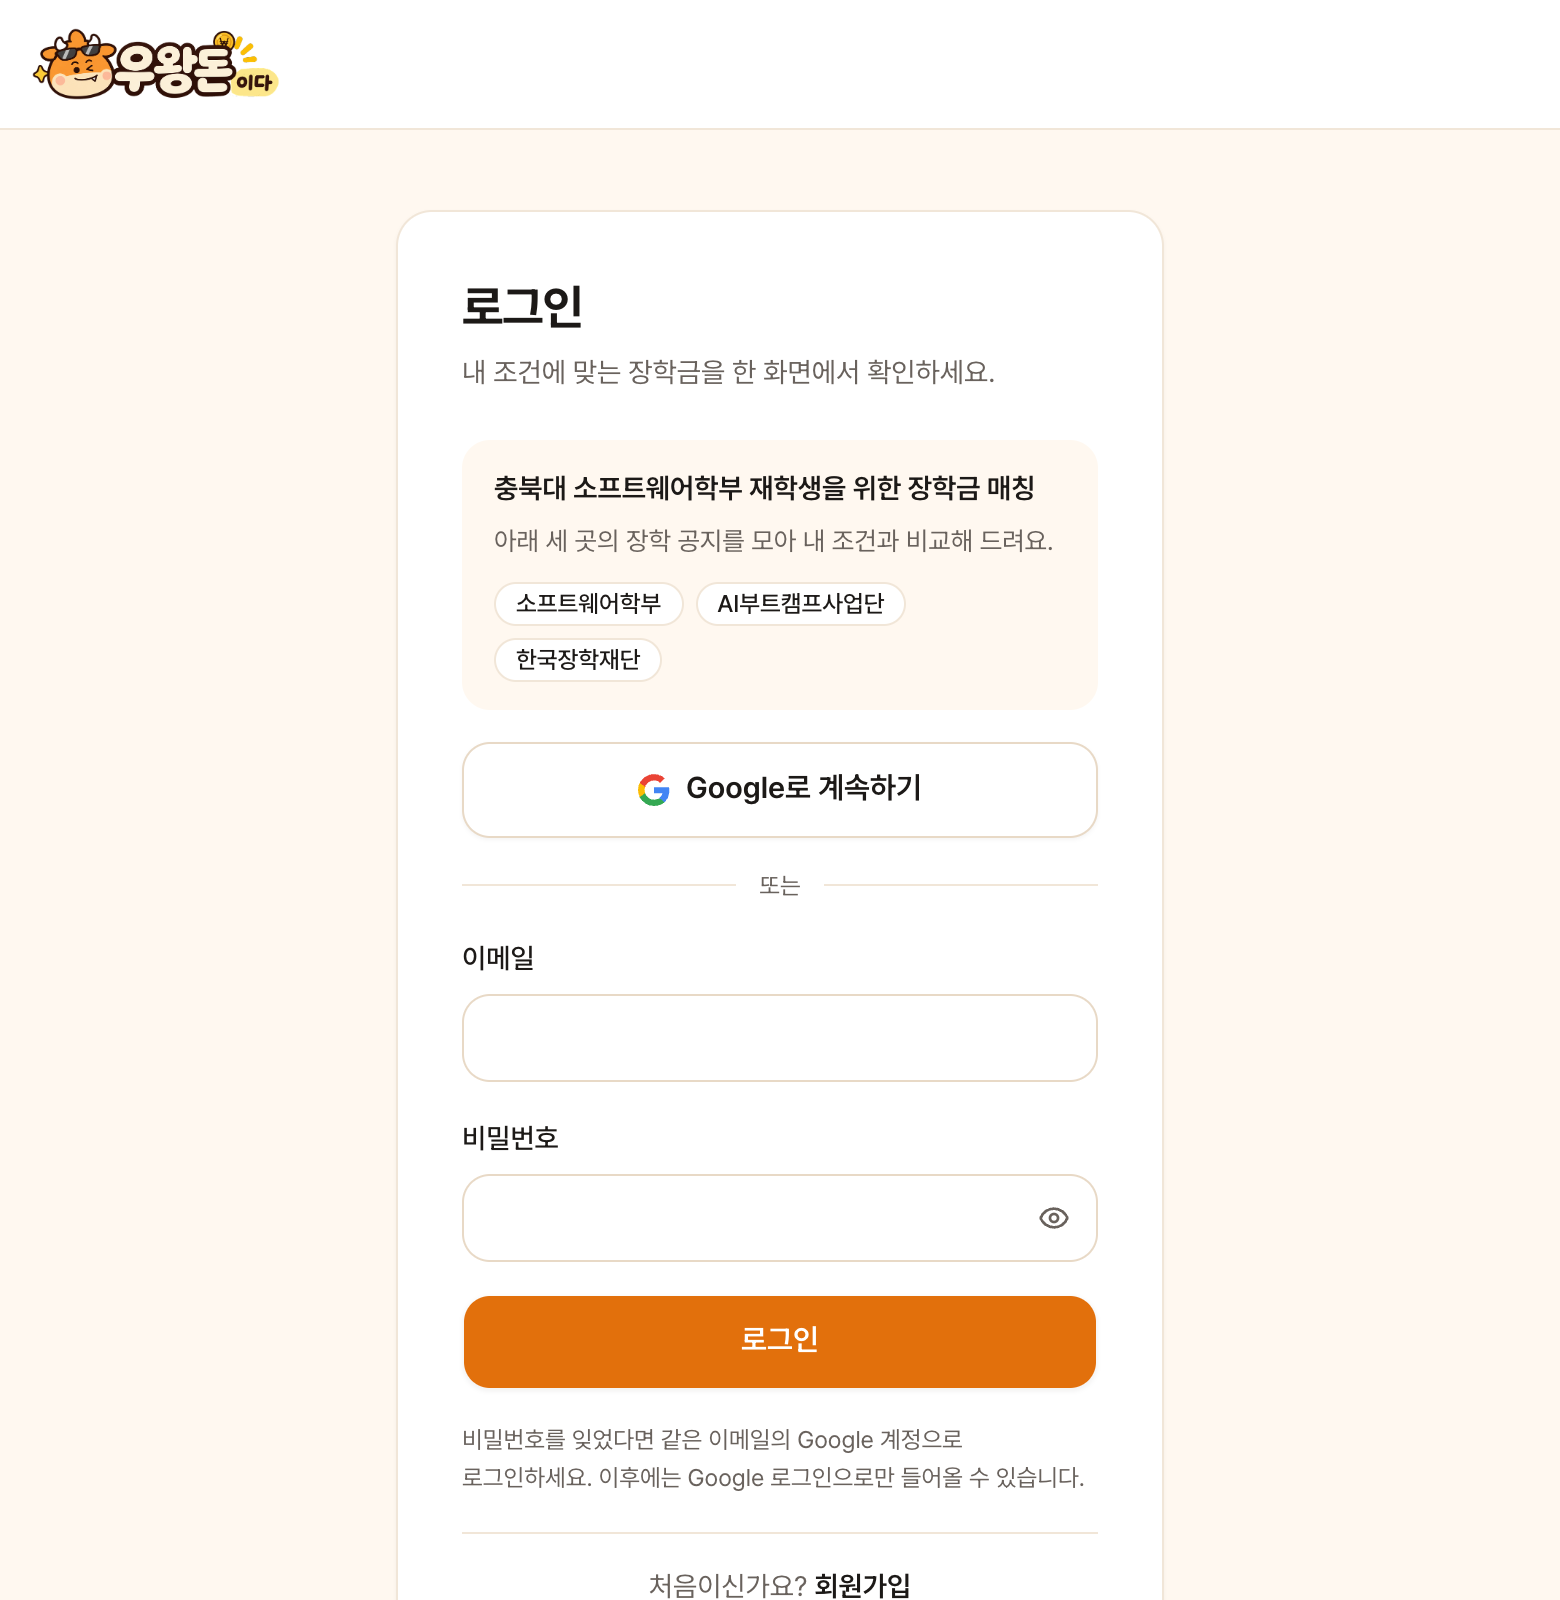 우왕돈이다
로그인
내 조건에 맞는 장학금을 한 화면에서 확인하세요.
충북대 소프트웨어학부 재학생을 위한 장학금 매칭
아래 세 곳의 장학 공지를 모아 내 조건과 비교해 드려요.
소프트웨어학부 AI부트캠프사업단
한국장학재단
Google로 계속하기
또는
이메일
비밀번호
로그인
비밀번호를 잊었다면 같은 이메일의 Google 계정으로
로그인하세요. 이후에는 Google 로그인으로만 들어올 수 있습니다.
처음이신가요? 회원가입